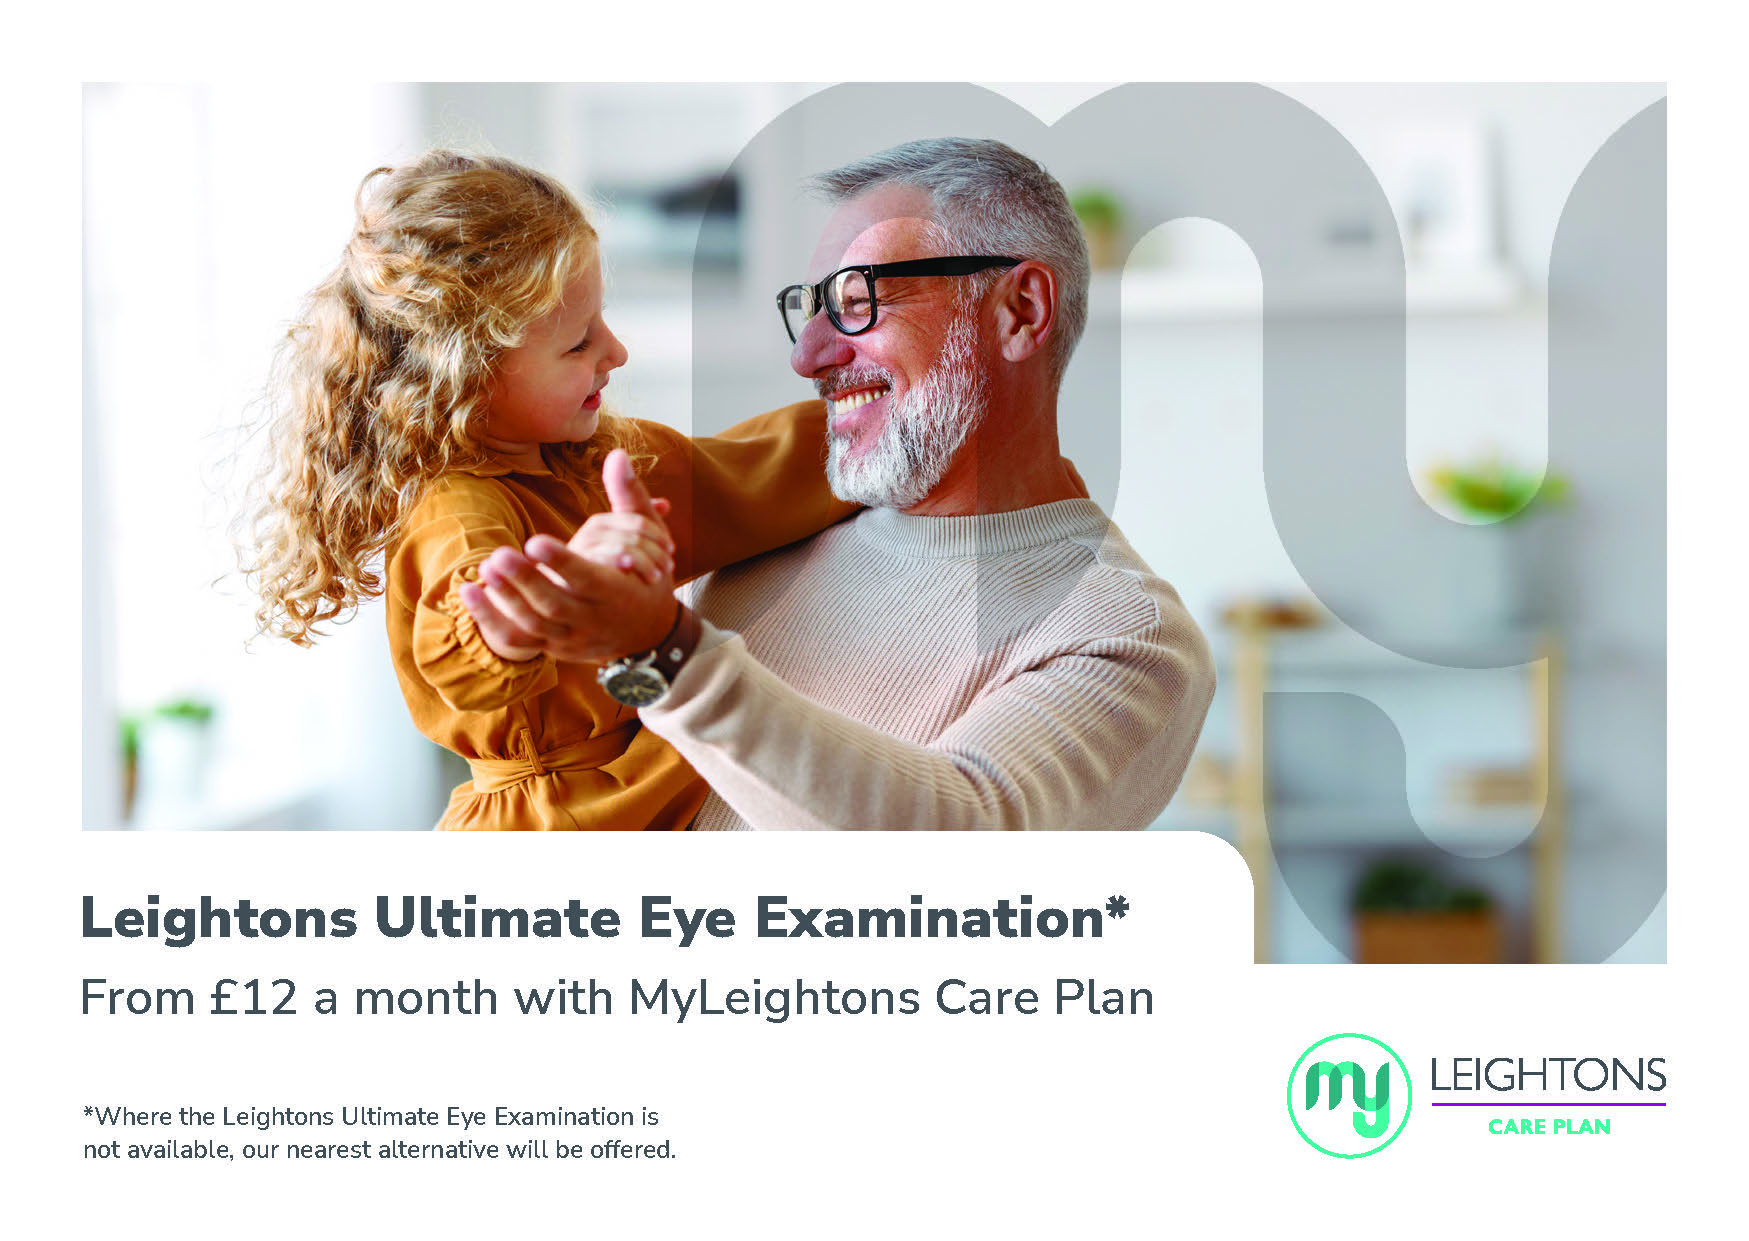 Leightons Ultimate Eye Examination*
From £12 a month with MyLeightons Care Plan
*Where the Leightons Ultimate Eye Examination is
not available, our nearest alternative will be offered.
my
LEIGHTONS
CARE PLAN